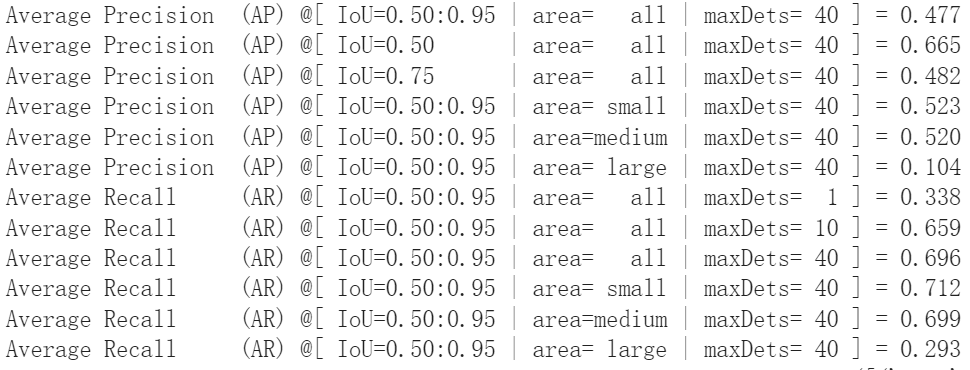 Average Precision  (AP) @[ IoU=0.50:0.95 | area=   all | maxDets= 40 ] = 0.477
Average Precision  (AP) @[ IoU=0.50      | area=   all | maxDets= 40 ] = 0.665
Average Precision  (AP) @[ IoU=0.75      | area=   all | maxDets= 40 ] = 0.482
Average Precision  (AP) @[ IoU=0.50:0.95 | area= small | maxDets= 40 ] = 0.523
Average Precision  (AP) @[ IoU=0.50:0.95 | area=medium | maxDets= 40 ] = 0.520
Average Precision  (AP) @[ IoU=0.50:0.95 | area= large | maxDets= 40 ] = 0.104
Average Recall     (AR) @[ IoU=0.50:0.95 | area=   all | maxDets=  1 ] = 0.338
Average Recall     (AR) @[ IoU=0.50:0.95 | area=   all | maxDets= 10 ] = 0.659
Average Recall     (AR) @[ IoU=0.50:0.95 | area=   all | maxDets= 40 ] = 0.696
Average Recall     (AR) @[ IoU=0.50:0.95 | area= small | maxDets= 40 ] = 0.712
Average Recall     (AR) @[ IoU=0.50:0.95 | area=medium | maxDets= 40 ] = 0.699
Average Recall     (AR) @[ IoU=0.50:0.95 | area= large | maxDets= 40 ] = 0.293